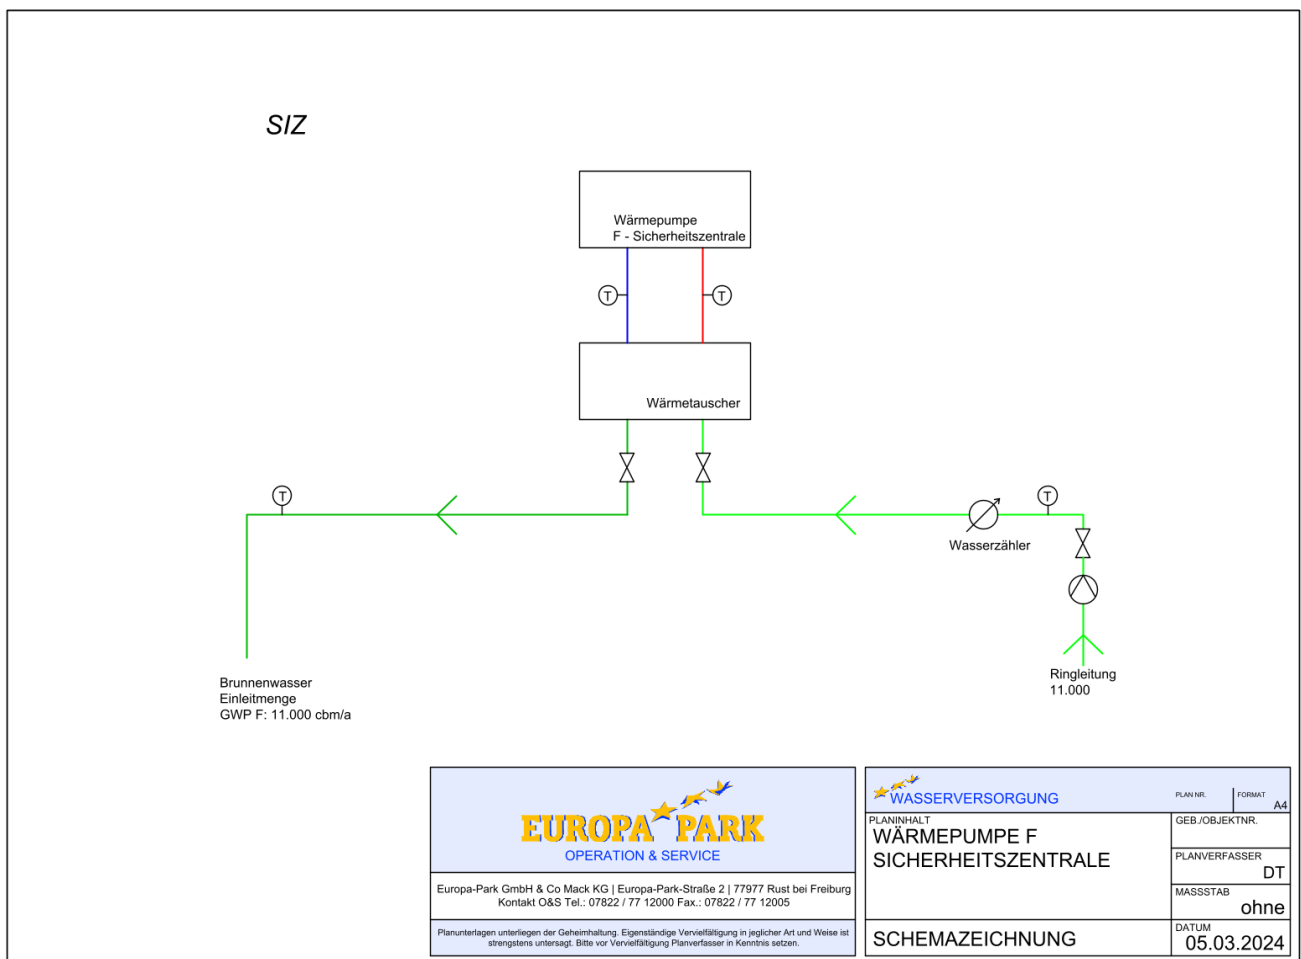 SIZ
Wärmepumpe
F - Sicherheitszentrale
T
T
Wärmetauscher
T
T
Wasserzähler
Ringleitung
11.000
Brunnenwasser
Einleitmenge
GWP F: 11.000 cbm/a
EUROPA PARK
OPERATION & SERVICE
Europa-Park GmbH & Co Mack KG | Europa-Park-Straße 2 | 77977 Rust bei Freiburg
Kontakt O&S Tel.: 07822 / 77 12000 Fax.: 07822 / 77 12005
Planunterlagen unterliegen der Geheimhaltung. Eigenständige Vervielfältigung in jeglicher Art und Weise ist
strengstens untersagt. Bitte vor Vervielfältigung Planverfasser in Kenntnis setzen.
WASSERVERSORGUNG
PLAN NR.
FORMAT
A4
PLANINHALT
WÄRMEPUMPE F
SICHERHEITSZENTRALE
GEB./OBJEKTNR.
PLANVERFASSER
DT
MASSSTAB
ohne
SCHEMAZEICHNUNG
DATUM
05.03.2024